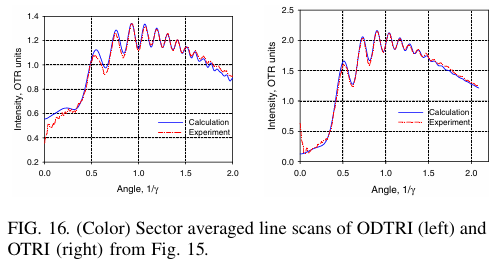 1.4
1.2
1.0
0.8
0.6
0.4
0.2
Intensity, OTR units
0.0
0.5
1.0
1.5
2.0
Angle, 1/γ
Calculation
Experiment
2.5
2.0
1.5
1.0
0.5
0.0
Intensity, OTR units
0.0
0.5
1.0
1.5
2.0
Angle, 1/γ
Calculation
Experiment
FIG. 16. (Color) Sector averaged line scans of ODTRI (left) and
OTRI (right) from Fig. 15.